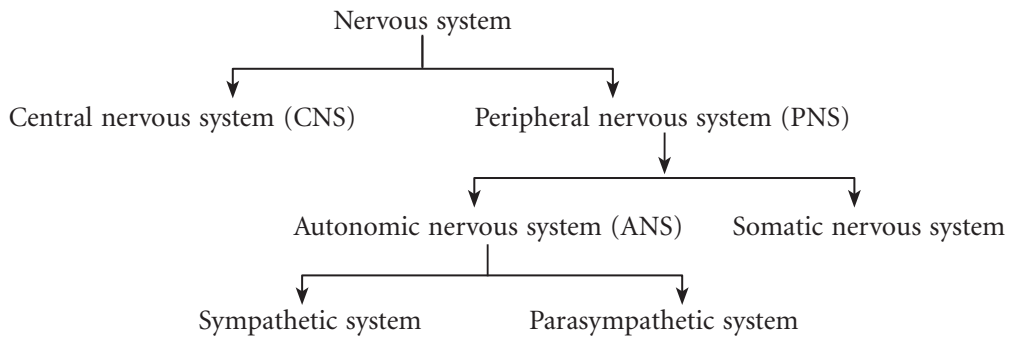 Nervous system
Central nervous system (CNS) Peripheral nervous system (PNS)
Autonomic nervous system (ANS) Somatic nervous system
Sympathetic system Parasympathetic system